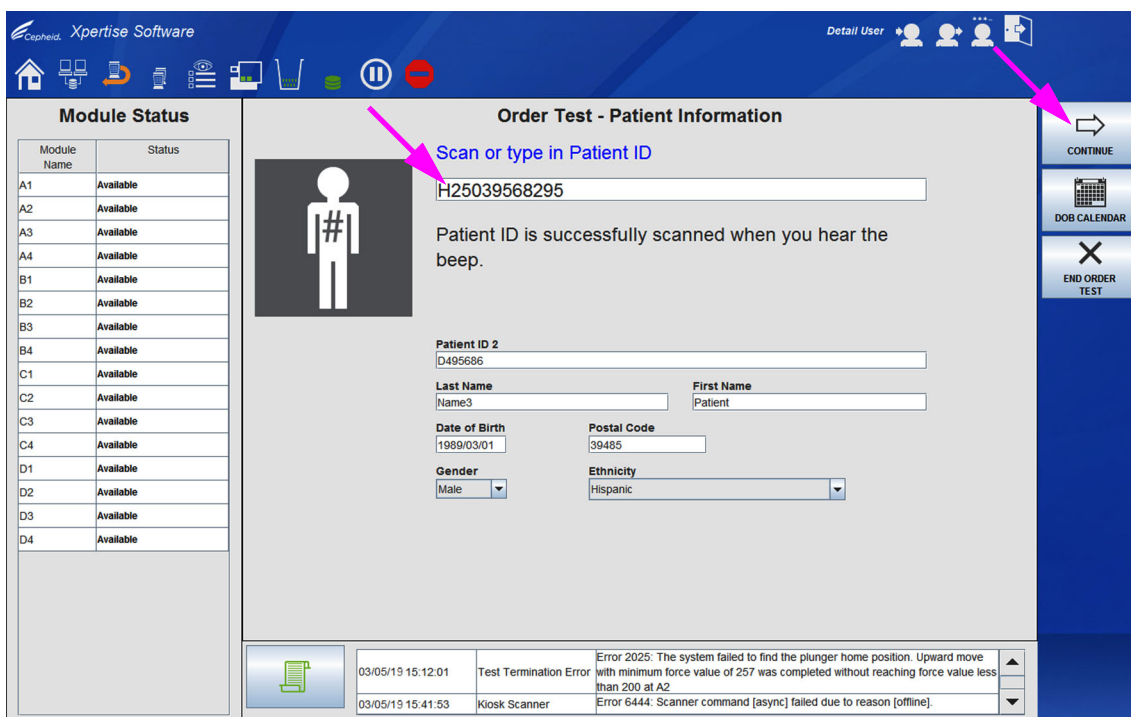 Cepheid. Xpertise Software
Detail User
Module Status
Module Name Status
A1 Available
A2 Available
A3 Available
A4 Available
B1 Available
B2 Available
B3 Available
B4 Available
C1 Available
C2 Available
C3 Available
C4 Available
D1 Available
D2 Available
D3 Available
D4 Available
Order Test - Patient Information
Scan or type in Patient ID
H25039568295
#
Patient ID is successfully scanned when you hear the
beep.
Patient ID 2
D495686
Last Name First Name
Name3 Patient
Date of Birth Postal Code
1989/03/01 39485
Gender Ethnicity
Male Hispanic
CONTINUE
DOB CALENDAR
END ORDER
TEST
03/05/19 15:12:01 Test Termination Error Error 2025: The system failed to find the plunger home position. Upward move
with minimum force value of 257 was completed without reaching force value less
than 200 at A2
03/05/19 15:41:53 Kiosk Scanner Error 6444: Scanner command [async] failed due to reason [offline].